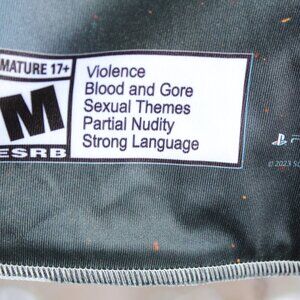 MATURE 17+
M
ESRB
Violence
Blood and Gore
Sexual Themes
Partial Nudity
Strong Language
© 2023 S